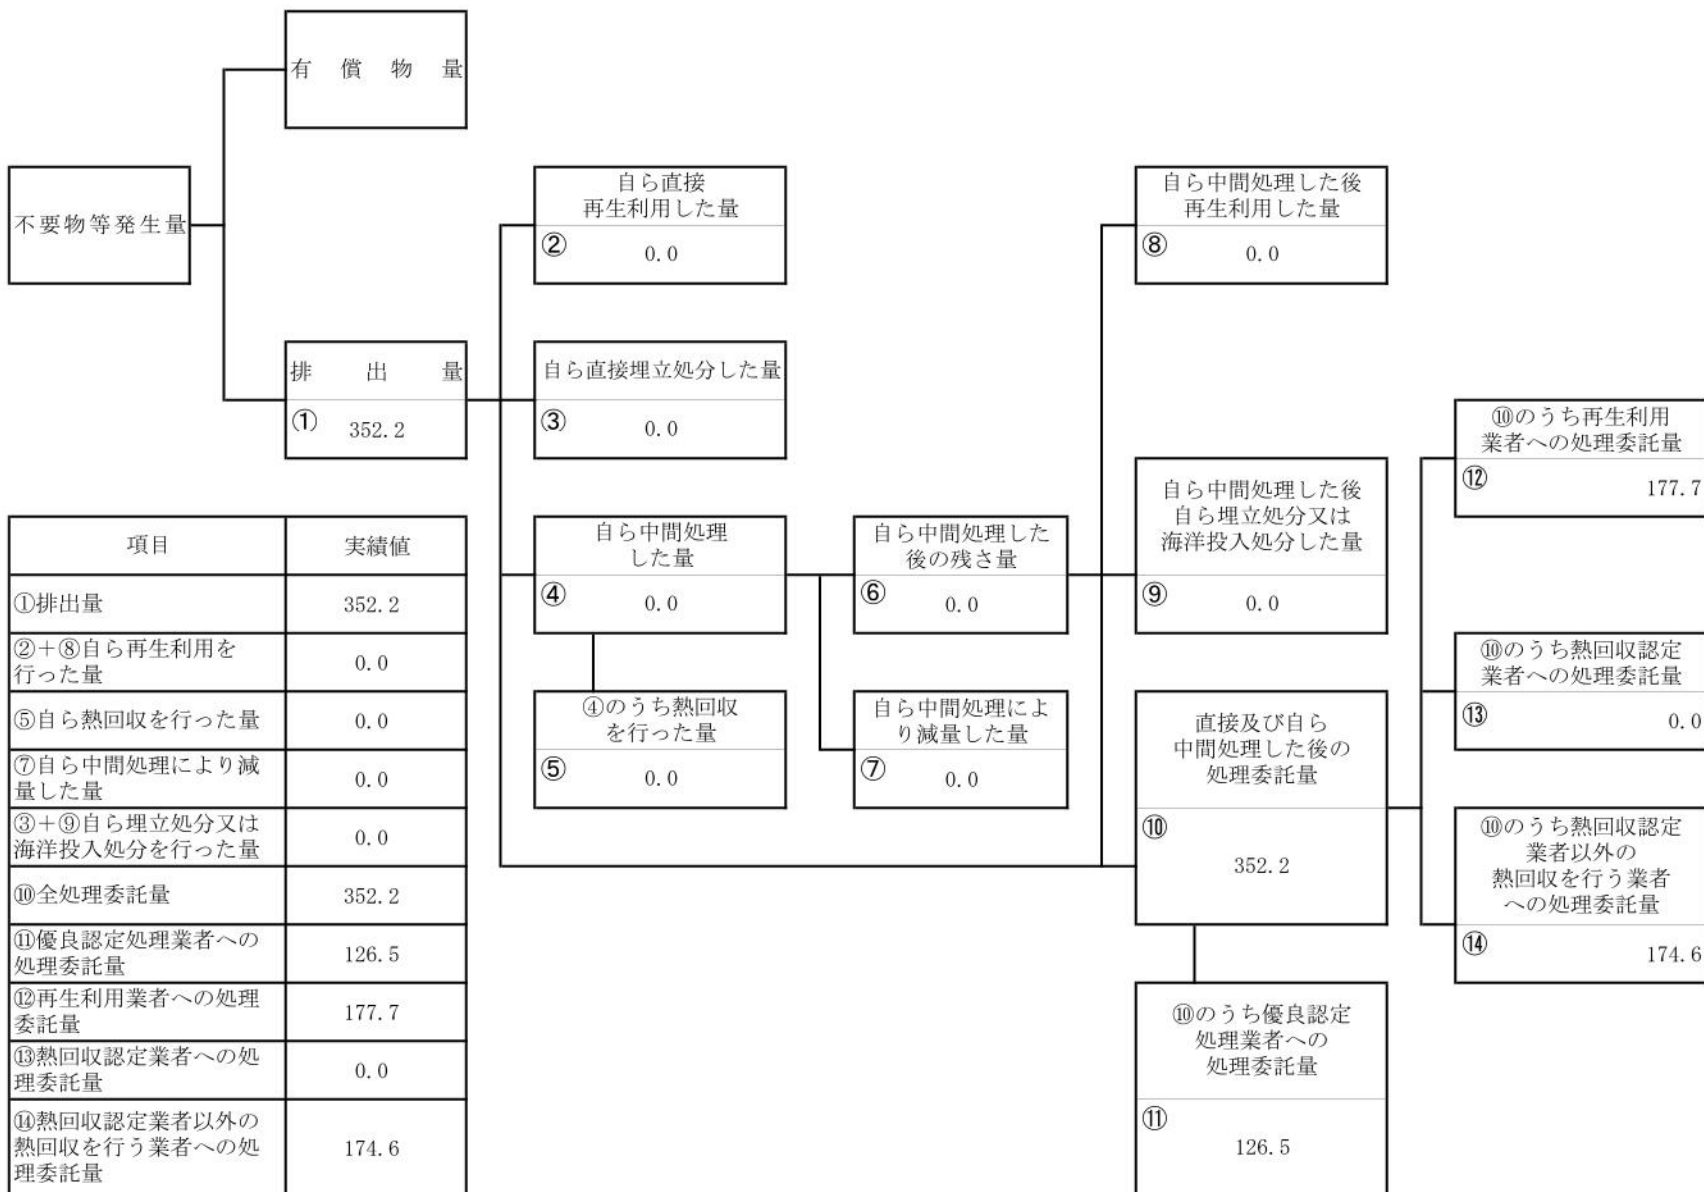 有償物量
不要物等発生量
自ら直接
再生利用した量
②
0.0
自ら中間処理した後
再生利用した量
⑧
0.0
排出量
①
352.2
自ら直接埋立処分した量
③
0.0
⑩のうち再生利用
業者への処理委託量
⑫
177.7
自ら中間処理した後
自ら埋立処分又は
海洋投入処分した量
⑨
0.0
自ら中間処理
した量
④
0.0
自ら中間処理した
後の残さ量
⑥
0.0
⑩のうち熱回収認定
業者への処理委託量
⑬
0.0
④のうち熱回収
を行った量
⑤
0.0
自ら中間処理によ
り減量した量
⑦
0.0
直接及び自ら
中間処理した後の
処理委託量
⑩
352.2
⑩のうち熱回収認定
業者以外の
熱回収を行う業者
への処理委託量
⑭
174.6
⑩のうち優良認定
処理業者への
処理委託量
⑪
126.5
項目 実績値
①排出量 352.2
②＋⑧自ら再生利用を
行った量 0.0
⑤自ら熱回収を行った量 0.0
⑦自ら中間処理により減
量した量 0.0
③＋⑨自ら埋立処分又は
海洋投入処分を行った量 0.0
⑩全処理委託量 352.2
⑪優良認定処理業者への
処理委託量 126.5
⑫再生利用業者への処理
委託量 177.7
⑬熱回収認定業者への処
理委託量 0.0
⑭熱回収認定業者以外の
熱回収を行う業者への処
理委託量 174.6